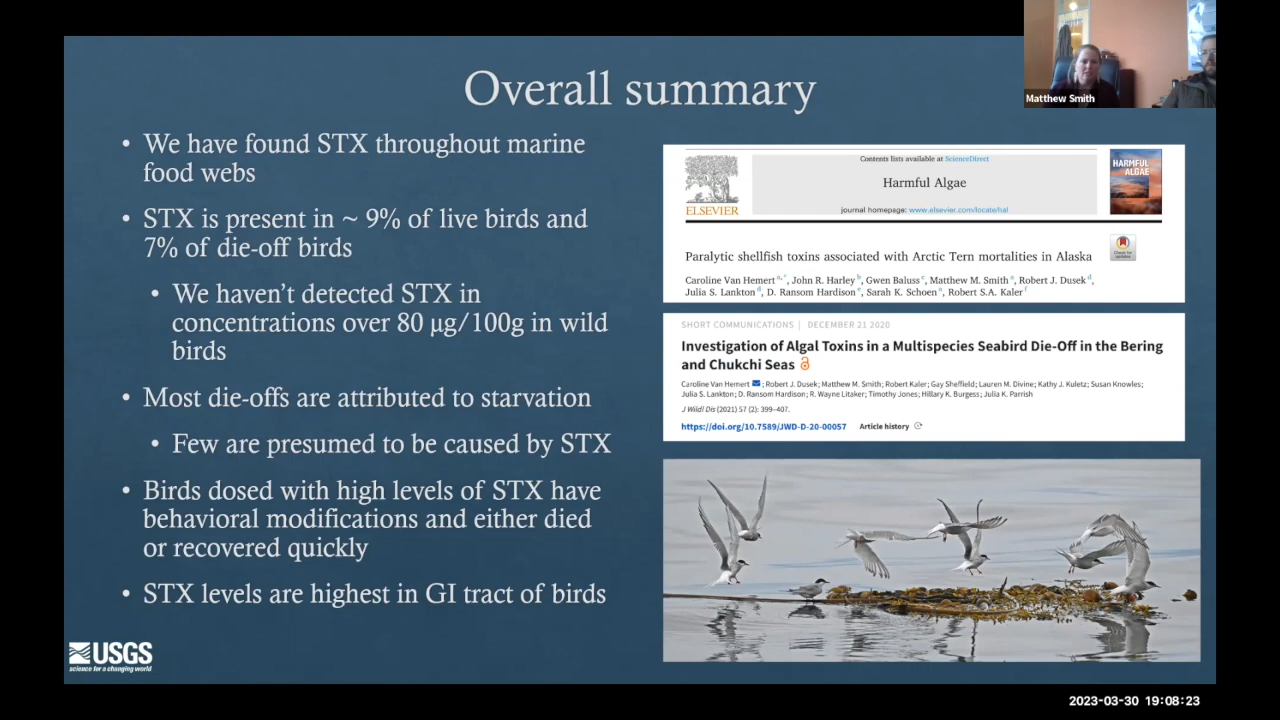 Overall summary
Matthew Smith
• We have found STX throughout marine
food webs
• STX is present in ~ 9% of live birds and
7% of die-off birds
• We haven't detected STX in
concentrations over 80 µg/100g in wild
birds
• Most die-offs are attributed to starvation
• Few are presumed to be caused by STX
• Birds dosed with high levels of STX have
behavioral modifications and either died
or recovered quickly
• STX levels are highest in GI tract of birds
USGS
science for a changing world
Contents lists available at ScienceDirect
Harmful Algae
journal homepage: www.elsevier.com/locate/hal
ELSEVIER
HARMFUL
ALGAE
Check for
updates
Paralytic shellfish toxins associated with Arctic Tern mortalities in Alaska
Caroline Van Hemert a,*, John R. Harley b, Gwen Baluss c, Matthew M. Smith a, Robert J. Dusek d,
Julia S. Lankton d, D. Ransom Hardison e, Sarah K. Schoen a, Robert S.A. Kaler f
SHORT COMMUNICATIONS | DECEMBER 21 2020
Investigation of Algal Toxins in a Multispecies Seabird Die-Off in the Bering
and Chukchi Seas
Caroline Van Hemert ; Robert J. Dusek; Matthew M. Smith; Robert Kaler; Gay Sheffield; Lauren M. Divine; Kathy J. Kuletz; Susan Knowles;
Julia S. Lankton; D. Ransom Hardison; R. Wayne Litaker; Timothy Jones; Hillary K. Burgess; Julia K. Parrish
J Wildl Dis (2021) 57 (2): 399–407.
https://doi.org/10.7589/JWD-D-20-00057 Article history
2023-03-30 19:08:23